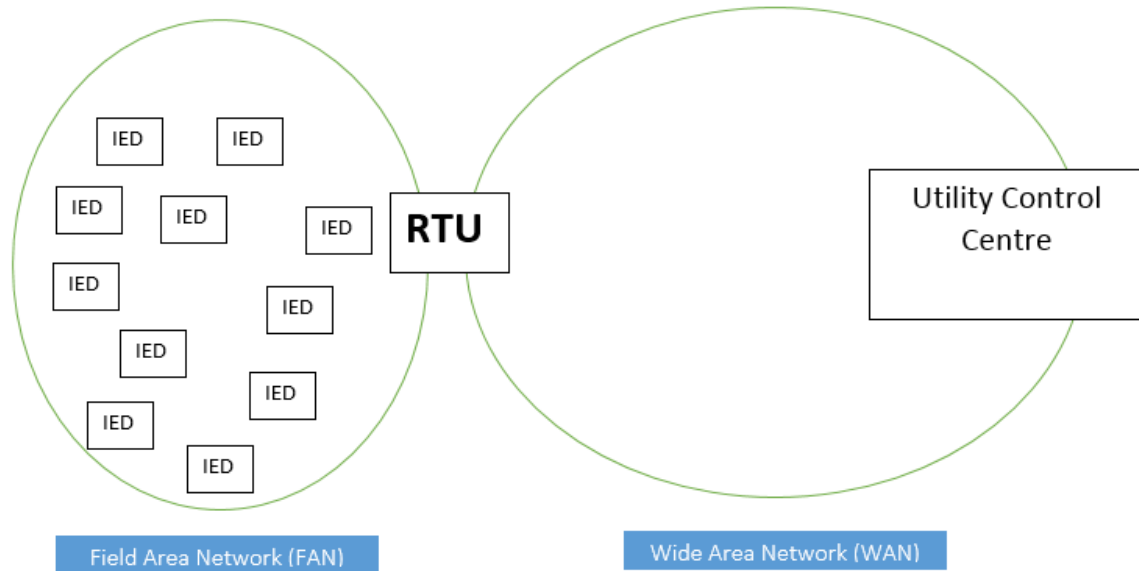 IED
IED
IED
IED
IED
RTU
Utility Control
Centre
IED
IED
IED
IED
IED
IED
Field Area Network (FAN)
Wide Area Network (WAN)